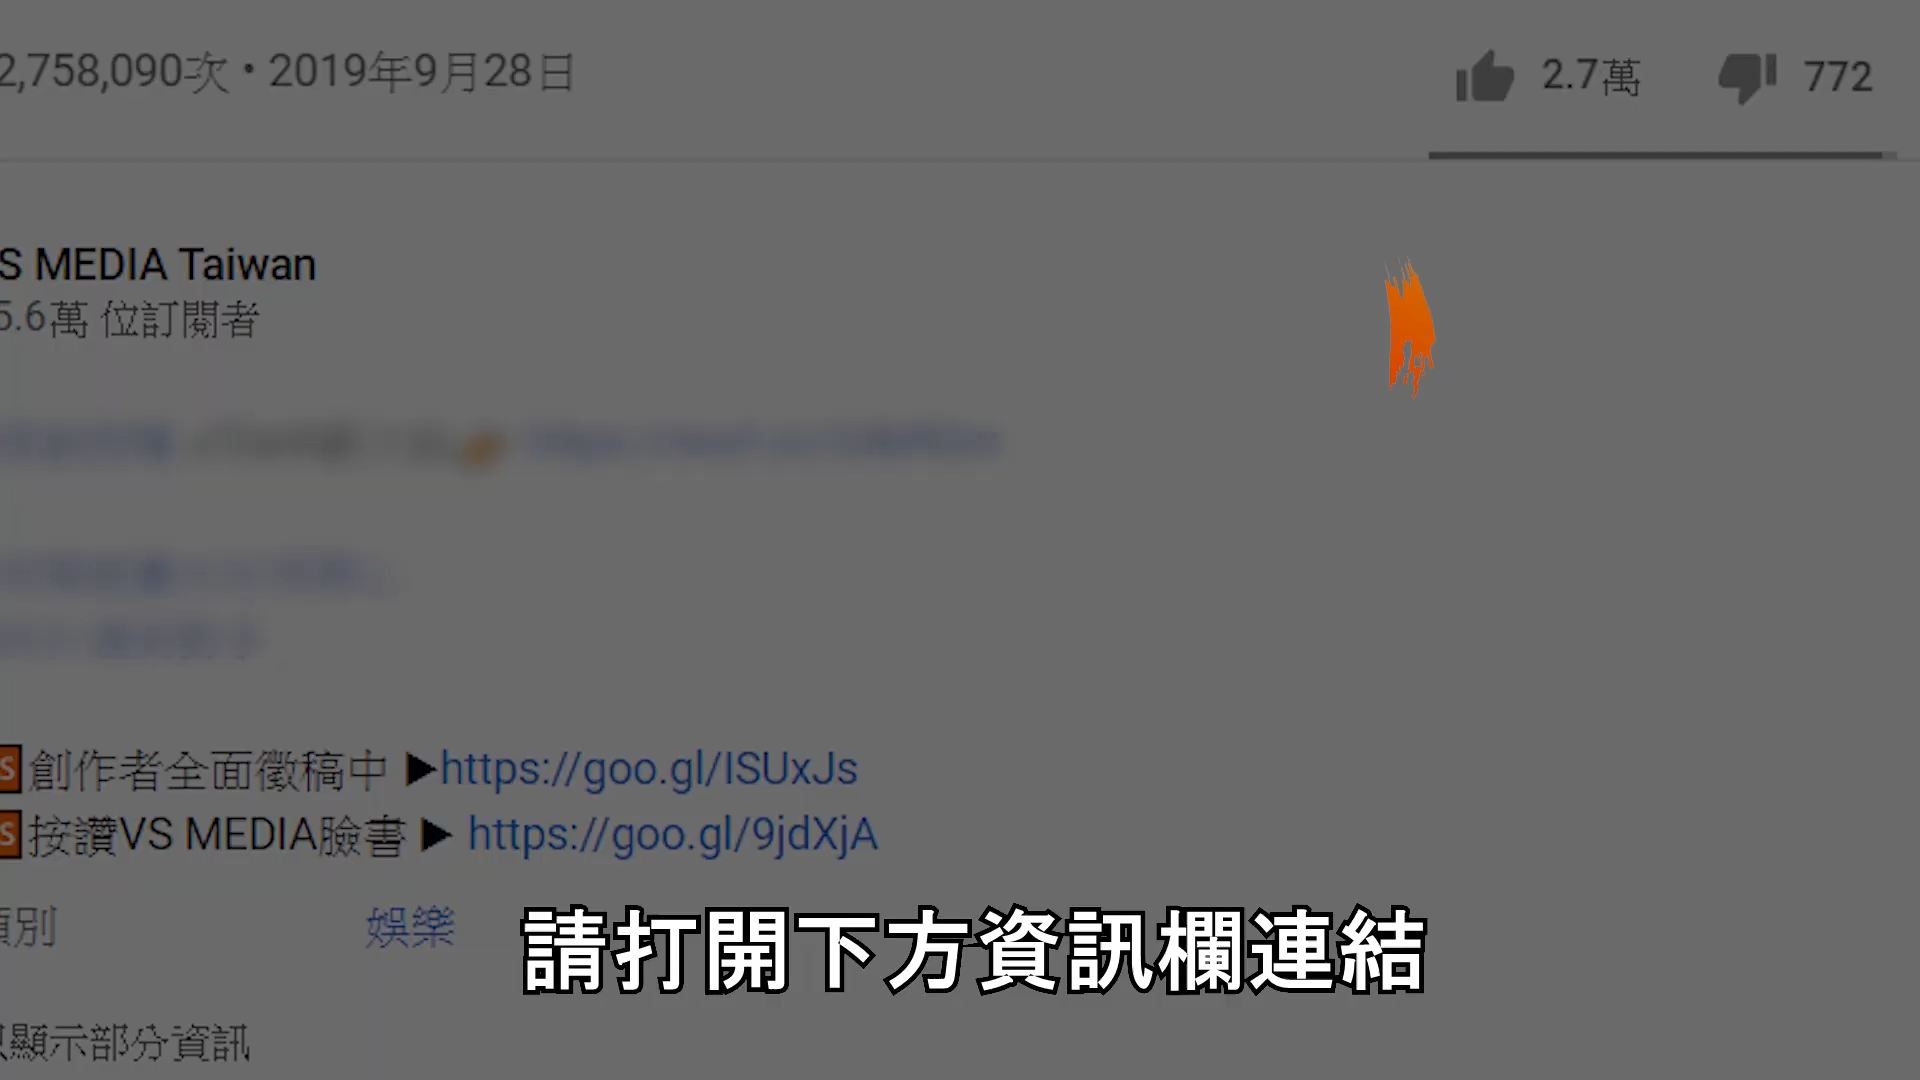 2,758,090次 • 2019年9月28日
2.7萬
772
S MEDIA Taiwan
5.6萬 位訂閱者
S創作者全面徵稿中 ▶https://goo.gl/ISUxJs
S按讚VS MEDIA臉書 ▶ https://goo.gl/9jdXjA
類別 娛樂
請打開下方資訊欄連結
只顯示部分資訊